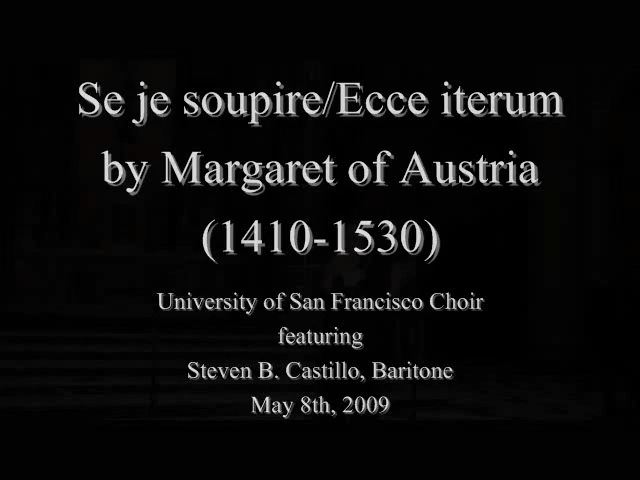 Se je soupire/Ecce iterum
by Margaret of Austria
(1410-1530)
University of San Francisco Choir
featuring
Steven B. Castillo, Baritone
May 8th, 2009